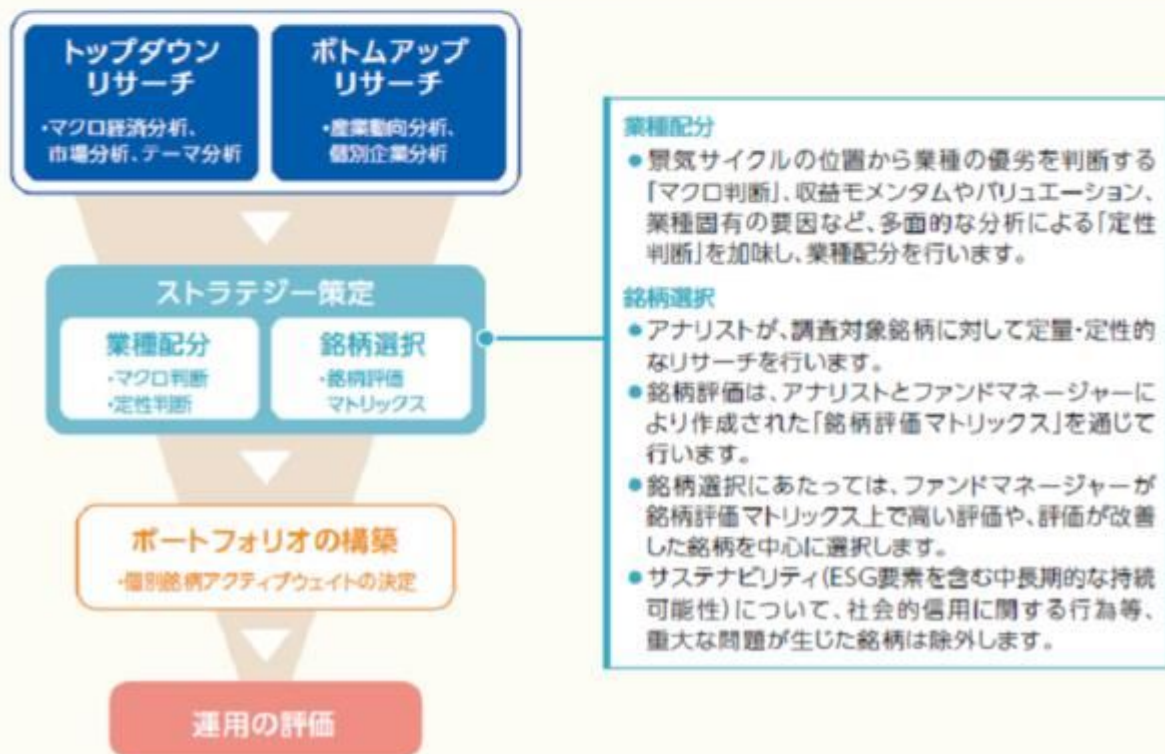 トップダウン
リサーチ
・マクロ経済分析、
市場分析、テーマ分析
ボトムアップ
リサーチ
・産業動向分析、
個別企業分析
ストラテジー策定
業種配分
・マクロ判断
・定性判断
銘柄選択
・銘柄評価
マトリックス
ポートフォリオの構築
・個別銘柄アクティブウェイトの決定
運用の評価
業種配分
●景気サイクルの位置から業種の優劣を判断する
「マクロ判断」、収益モメンタムやバリュエーション、
業種固有の要因など、多面的な分析による「定性
判断」を加味し、業種配分を行います。
銘柄選択
●アナリストが、調査対象銘柄に対して定量・定性的
なリサーチを行います。
●銘柄評価は、アナリストとファンドマネージャーに
より作成された「銘柄評価マトリックス」を通じて
行います。
●銘柄選択にあたっては、ファンドマネージャーが
銘柄評価マトリックス上で高い評価や、評価が改善
した銘柄を中心に選択します。
●サステナビリティ(ESG要素を含む中長期的な持続
可能性)について、社会的信用に関する行為等、
重大な問題が生じた銘柄は除外します。